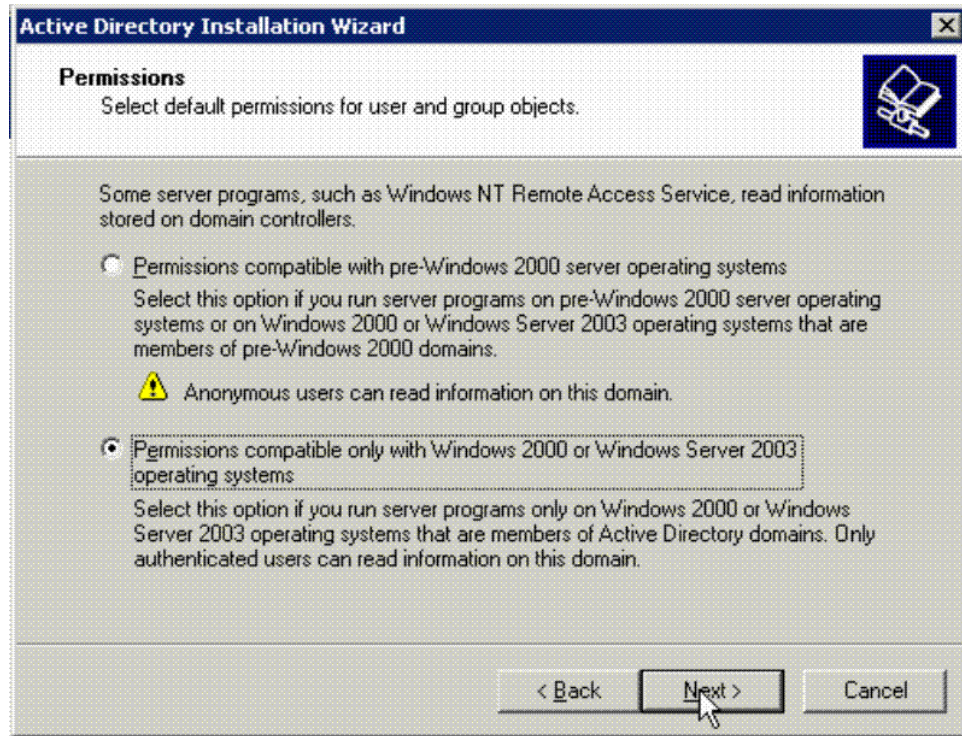 Active Directory Installation Wizard
Permissions
Select default permissions for user and group objects.
Some server programs, such as Windows NT Remote Access Service, read information
stored on domain controllers.
Permissions compatible with pre-Windows 2000 server operating systems
Select this option if you run server programs on pre-Windows 2000 server operating
systems or on Windows 2000 or Windows Server 2003 operating systems that are
members of pre-Windows 2000 domains.
Anonymous users can read information on this domain.
Permissions compatible only with Windows 2000 or Windows Server 2003
operating systems
Select this option if you run server programs only on Windows 2000 or Windows
Server 2003 operating systems that are members of Active Directory domains. Only
authenticated users can read information on this domain.
< Back Next > Cancel